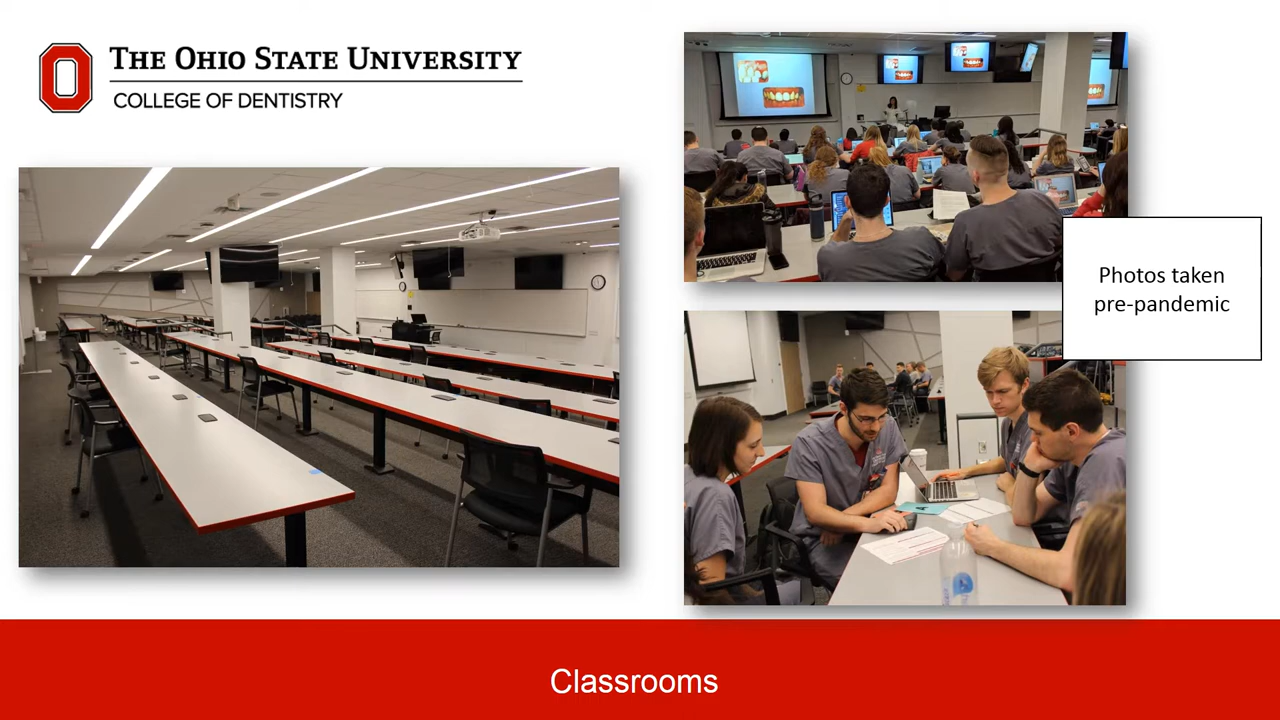 THE OHIO STATE UNIVERSITY
COLLEGE OF DENTISTRY
Photos taken
pre-pandemic
Classrooms